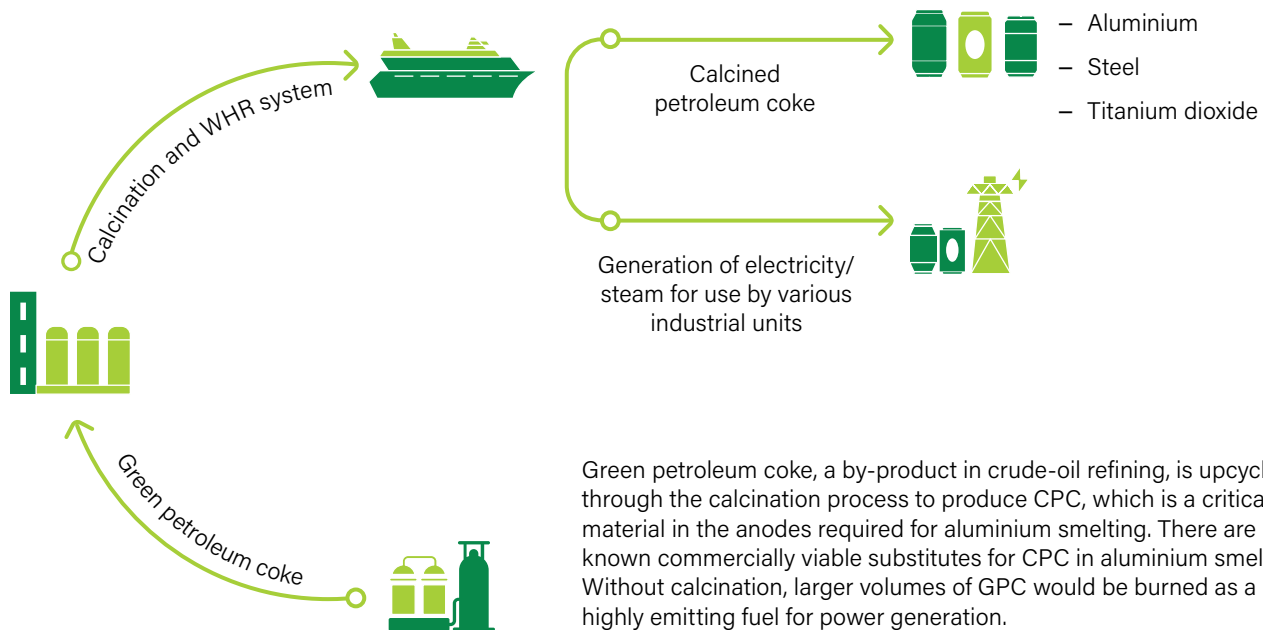 Calcination and WHR system
Calcined
petroleum coke
– Aluminium
– Steel
– Titanium dioxide
Generation of electricity/
steam for use by various
industrial units
Green petroleum coke
Green petroleum coke, a by-product in crude-oil refining, is upcycl
through the calcination process to produce CPC, which is a critica
material in the anodes required for aluminium smelting. There are
known commercially viable substitutes for CPC in aluminium smel
Without calcination, larger volumes of GPC would be burned as a
highly emitting fuel for power generation.